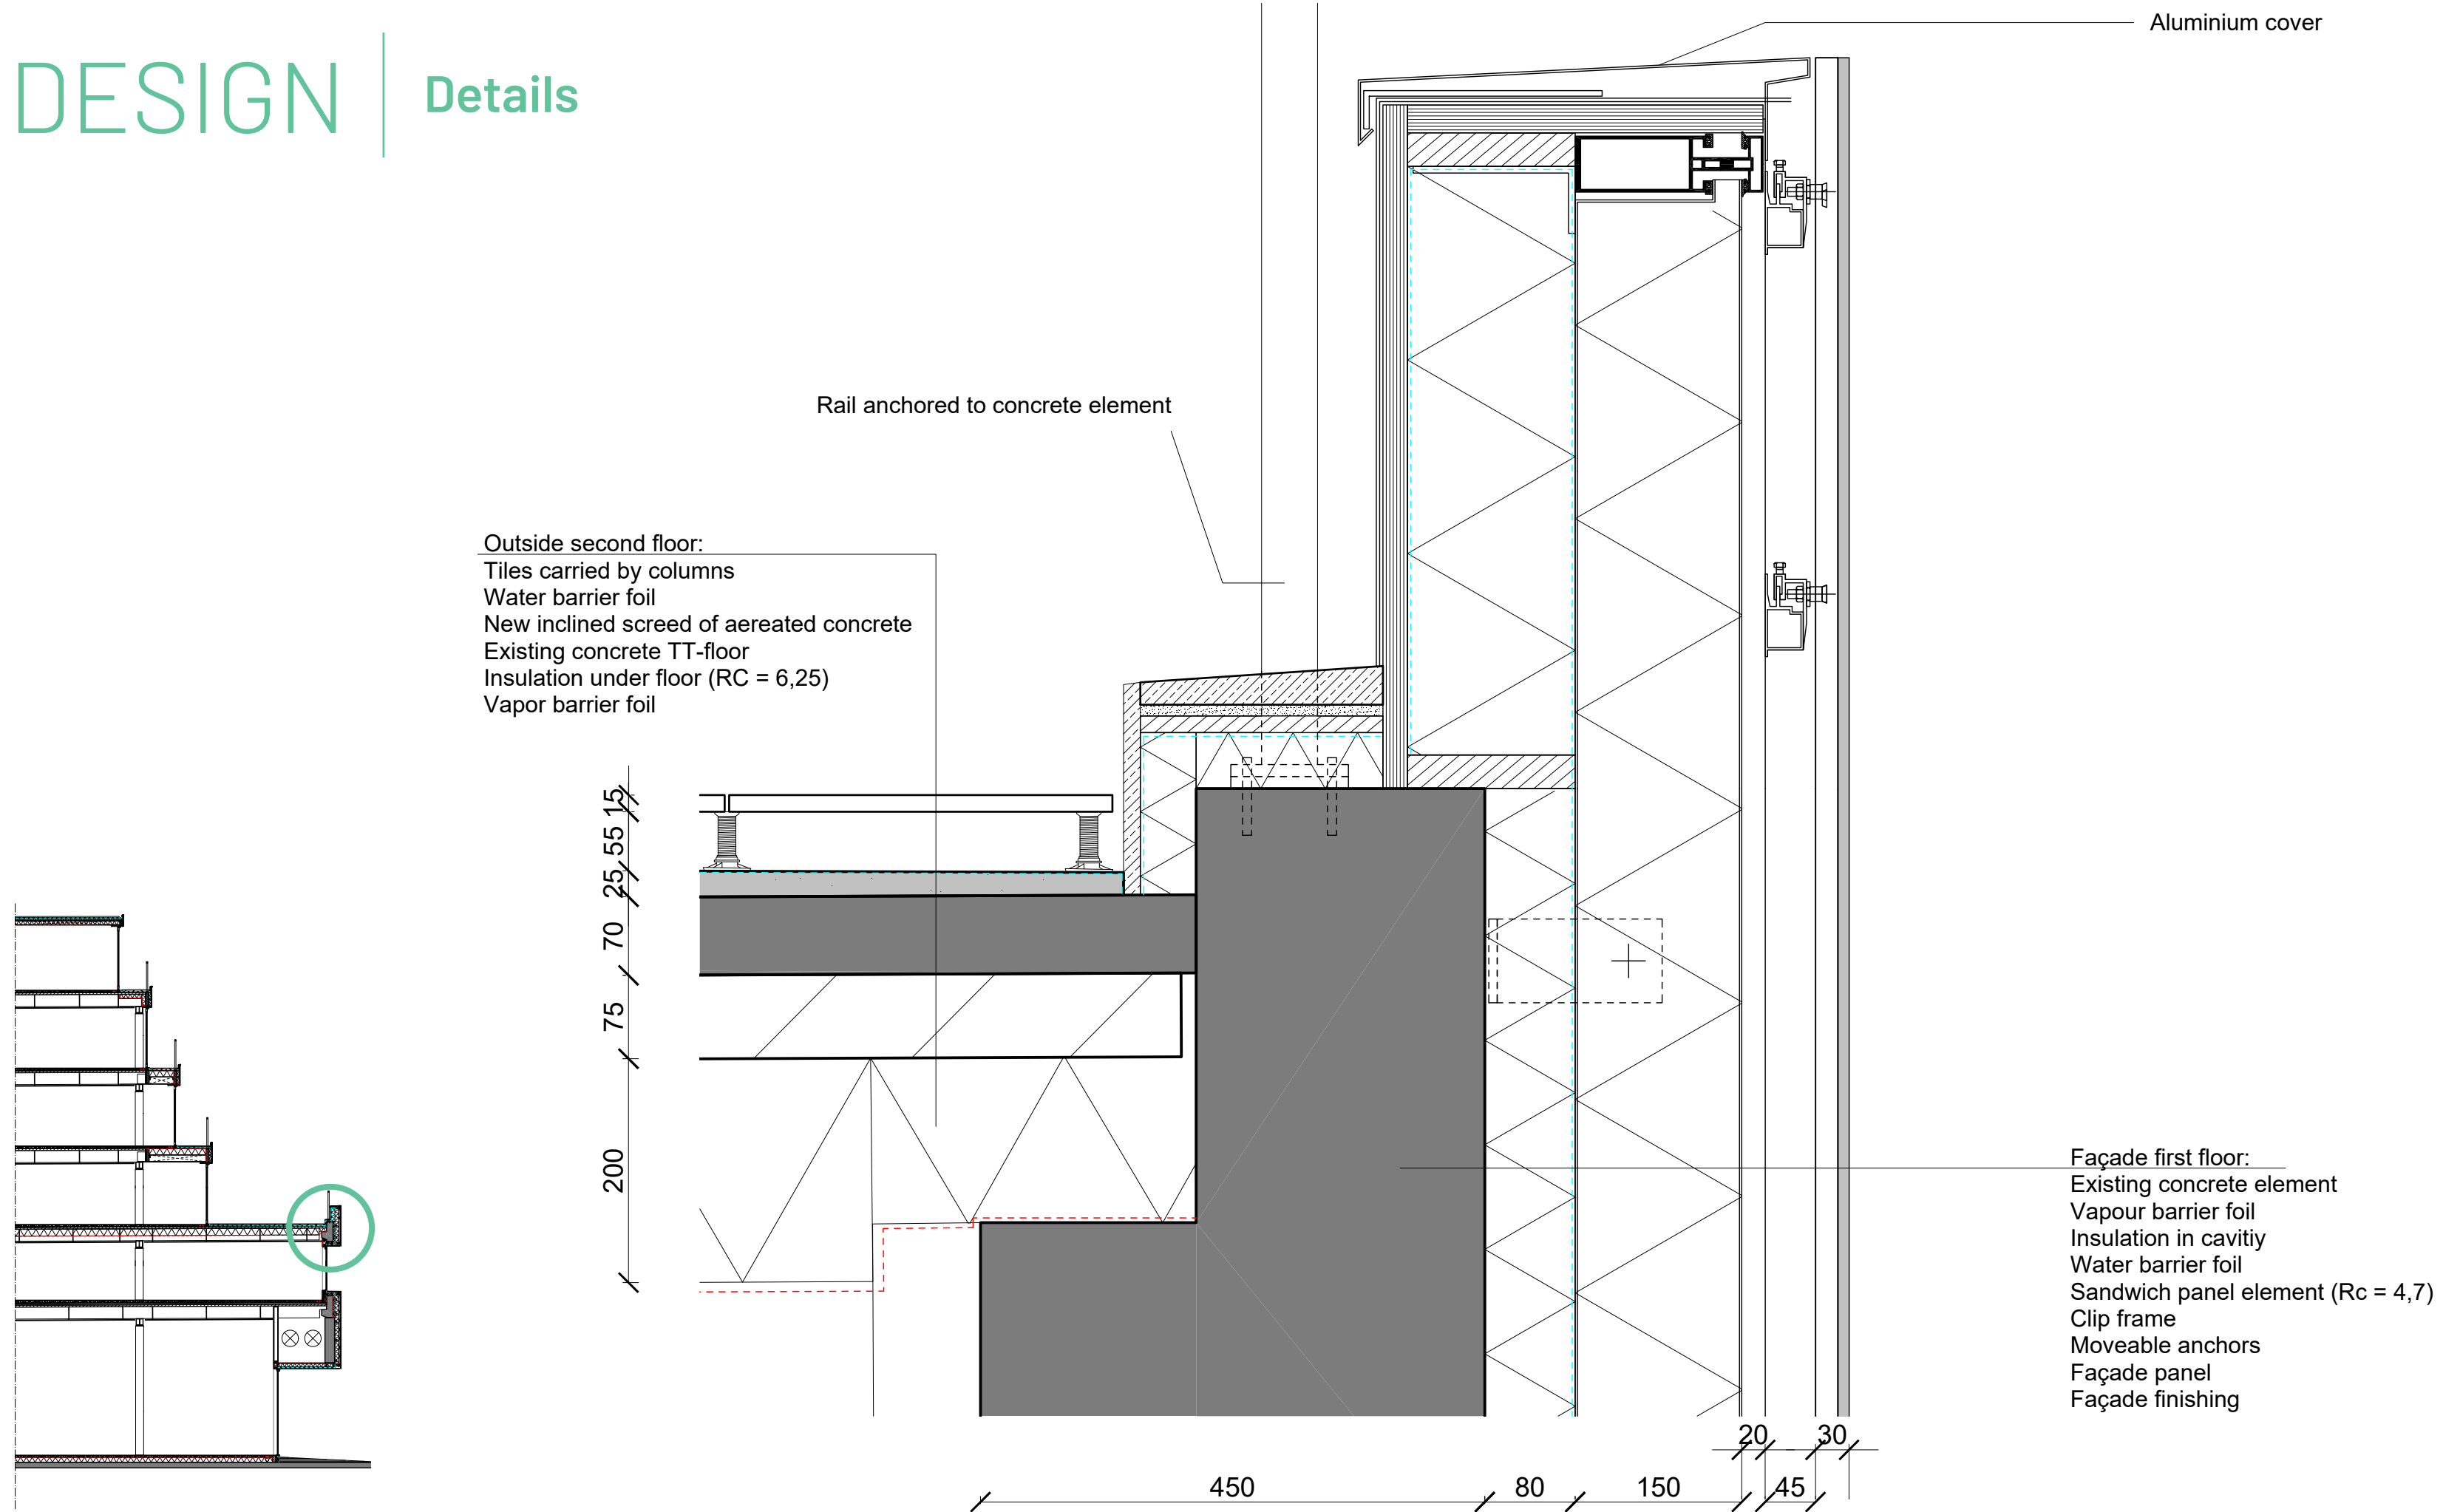 DESIGN
Details
Aluminium cover
Rail anchored to concrete element
Outside second floor:
Tiles carried by columns
Water barrier foil
New inclined screed of aereated concrete
Existing concrete TT-floor
Insulation under floor (RC = 6,25)
Vapor barrier foil
15
55
25
70
75
200
Façade first floor:
Existing concrete element
Vapour barrier foil
Insulation in cavitiy
Water barrier foil
Sandwich panel element (Rc = 4,7)
Clip frame
Moveable anchors
Façade panel
Façade finishing
20
30
450
80
150
45